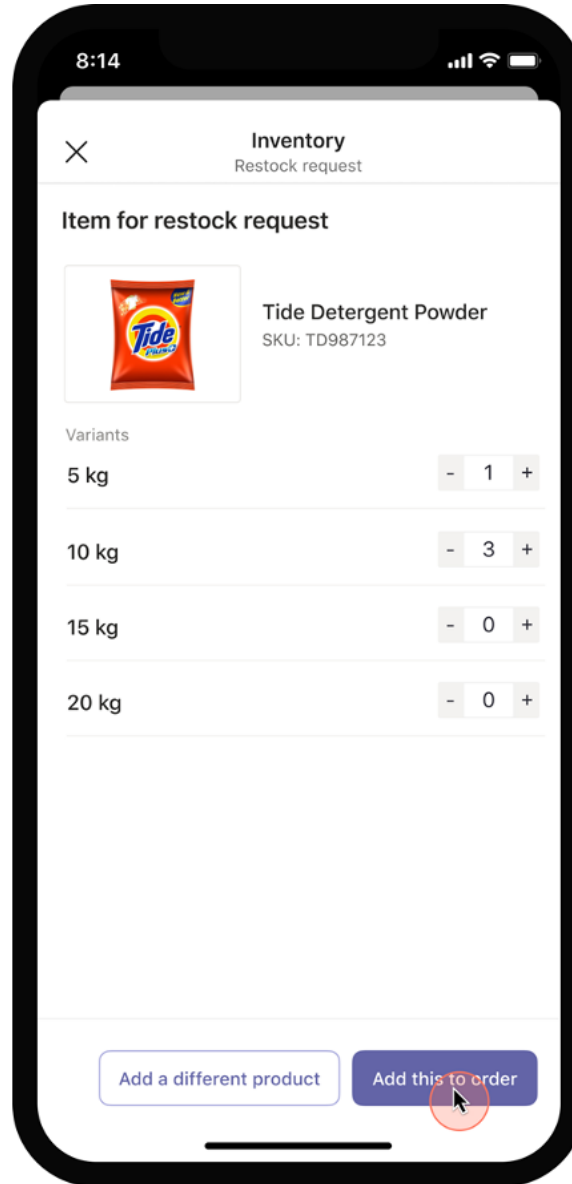 8:14
Inventory
Restock request
Item for restock request
Tide
Tide Detergent Powder
SKU: TD987123
Variants
5 kg - 1 +
10 kg - 3 +
15 kg - 0 +
20 kg - 0 +
Add a different product Add this to order